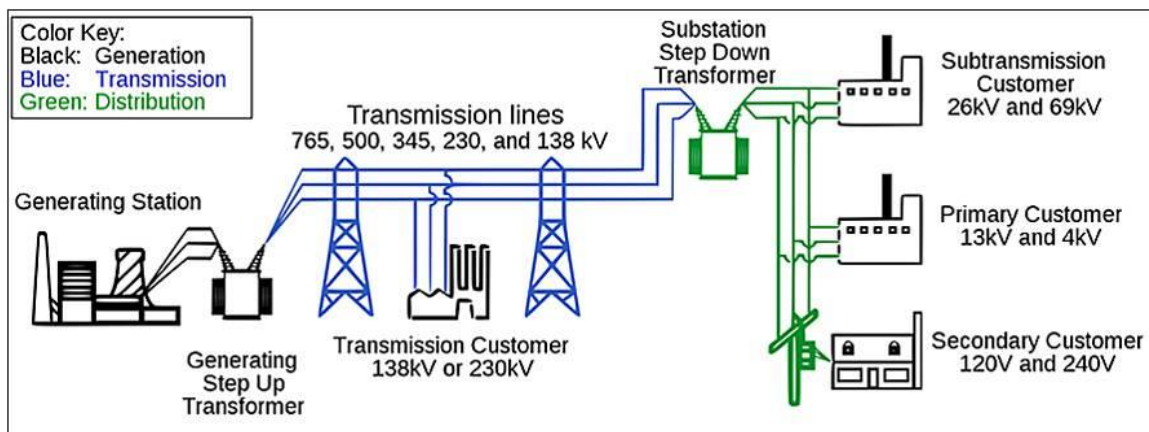 Color Key:
Black: Generation
Blue: Transmission
Green: Distribution
Substation
Step Down
Transformer
Subtransmission
Customer
26kV and 69kV
Transmission lines
765, 500, 345, 230, and 138 kV
Generating Station
Primary Customer
13kV and 4kV
Generating
Step Up
Transformer
Transmission Customer
138kV or 230kV
Secondary Customer
120V and 240V